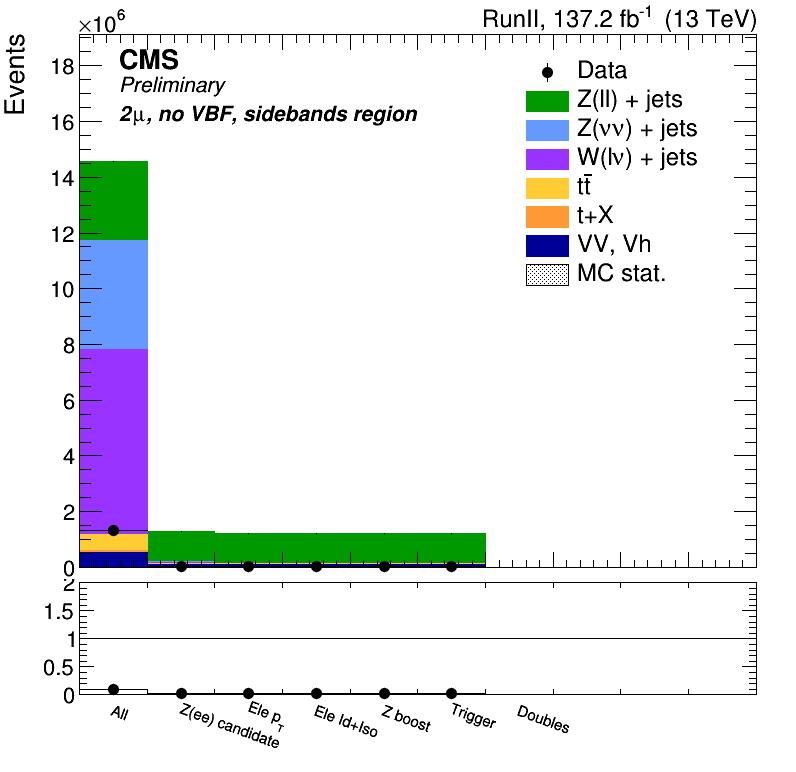 ×10⁶
RunII, 137.2 fb⁻¹ (13 TeV)
Events
CMS
Preliminary
2μ, no VBF, sidebands region
Data
Z(ll) + jets
Z(νν) + jets
W(lν) + jets
tt̄
t+X
VV, Vh
MC stat.
18
16
14
12
10
8
6
4
2
0
2
1.5
1
0.5
0
All
Z(ee) candidate
Ele p_T
Ele Id+Iso
Z boost
Trigger
Doubles